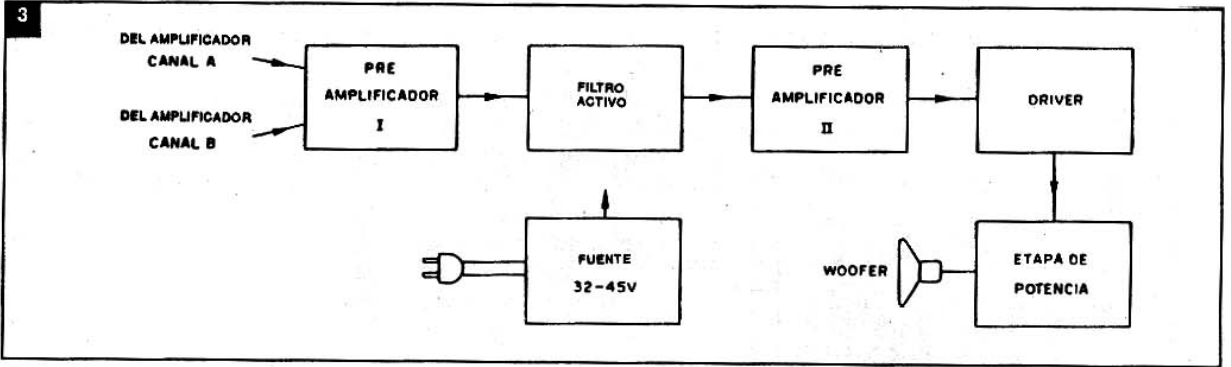 3
DEL AMPLIFICADOR
CANAL A
DEL AMPLIFICADOR
CANAL B
PRE
AMPLIFICADOR
I
FILTRO
ACTIVO
PRE
AMPLIFICADOR
II
DRIVER
FUENTE
32-45V
WOOFER
ETAPA DE
POTENCIA